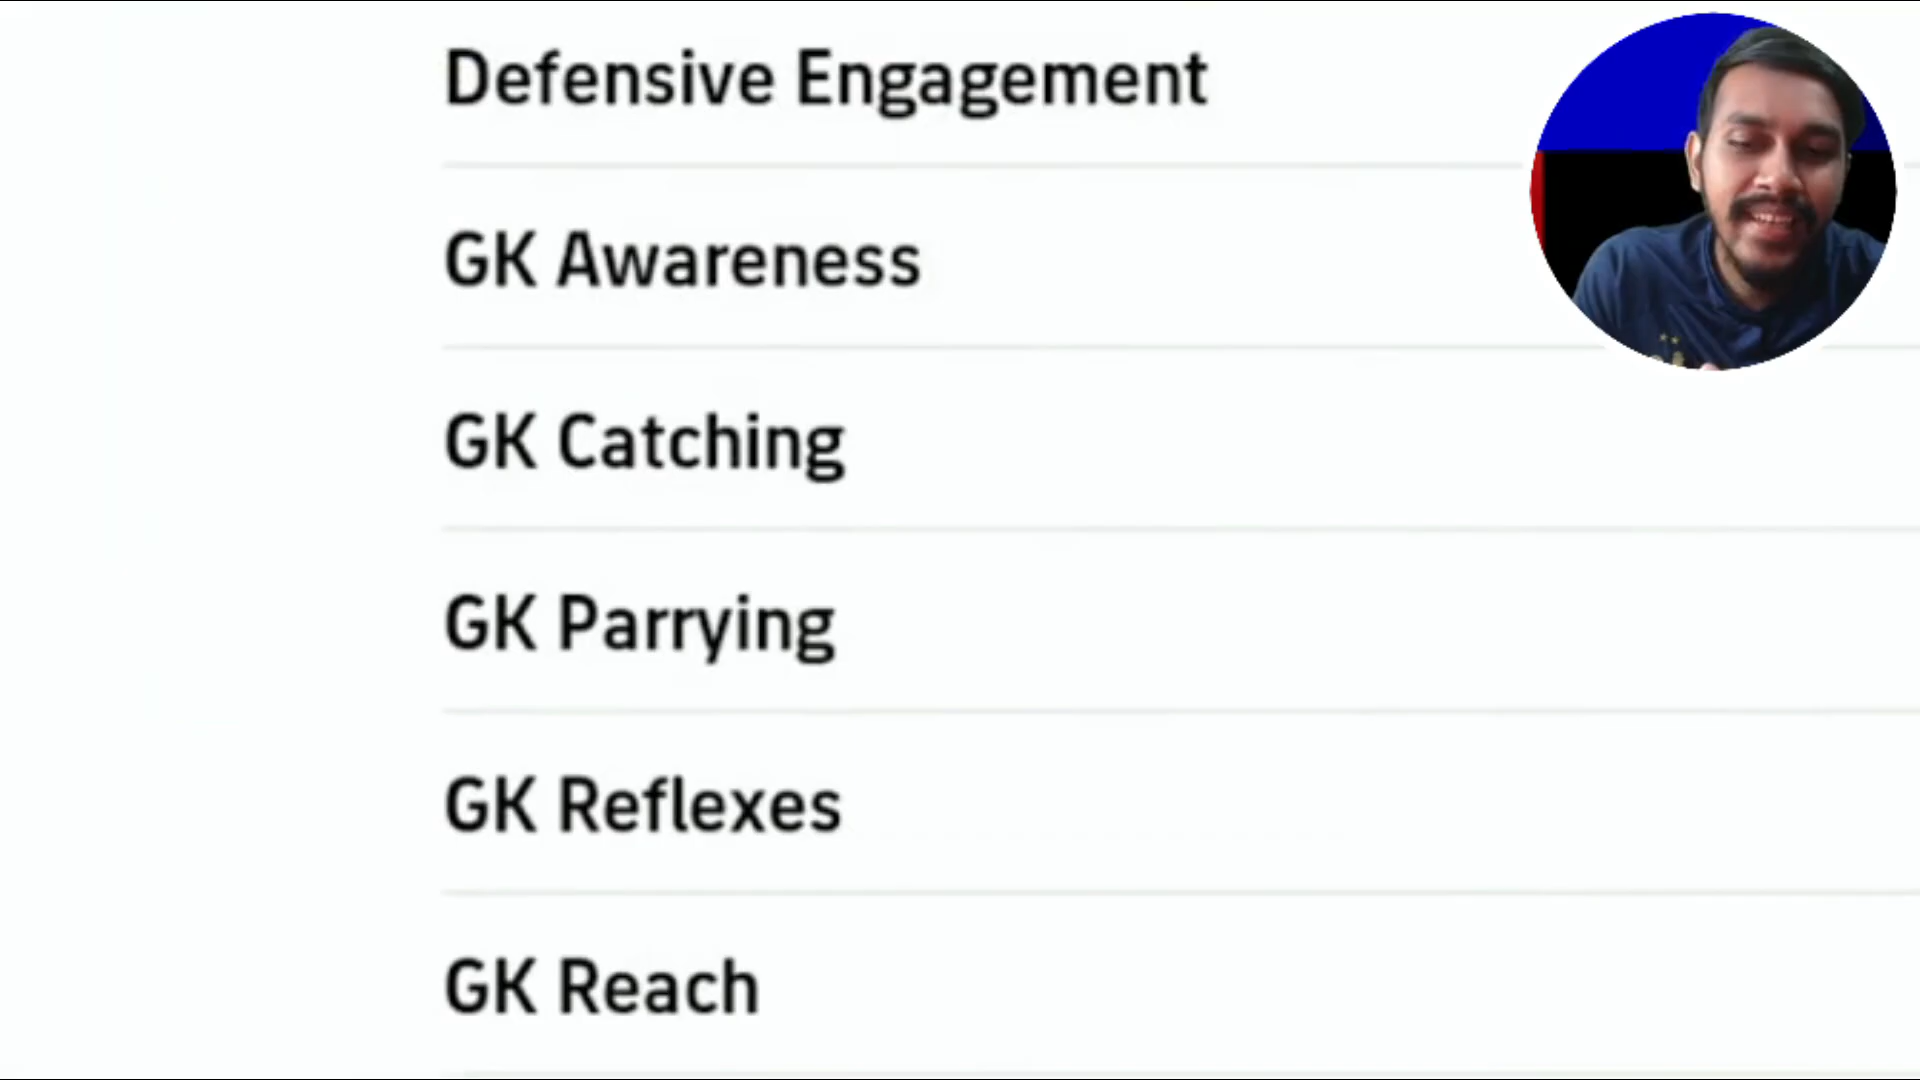 Defensive Engagement
GK Awareness
GK Catching
GK Parrying
GK Reflexes
GK Reach